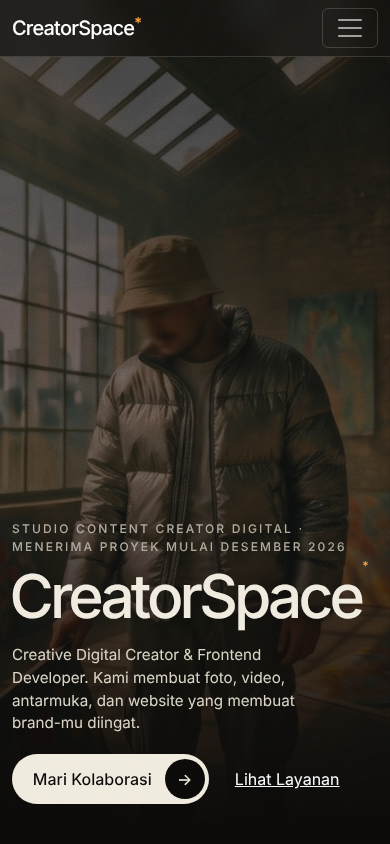 CreatorSpace*
STUDIO CONTENT CREATOR DIGITAL ·
MENERIMA PROYEK MULAI DESEMBER 2026
CreatorSpace*
Creative Digital Creator & Frontend
Developer. Kami membuat foto, video,
antarmuka, dan website yang membuat
brand-mu diingat.
Mari Kolaborasi →
Lihat Layanan